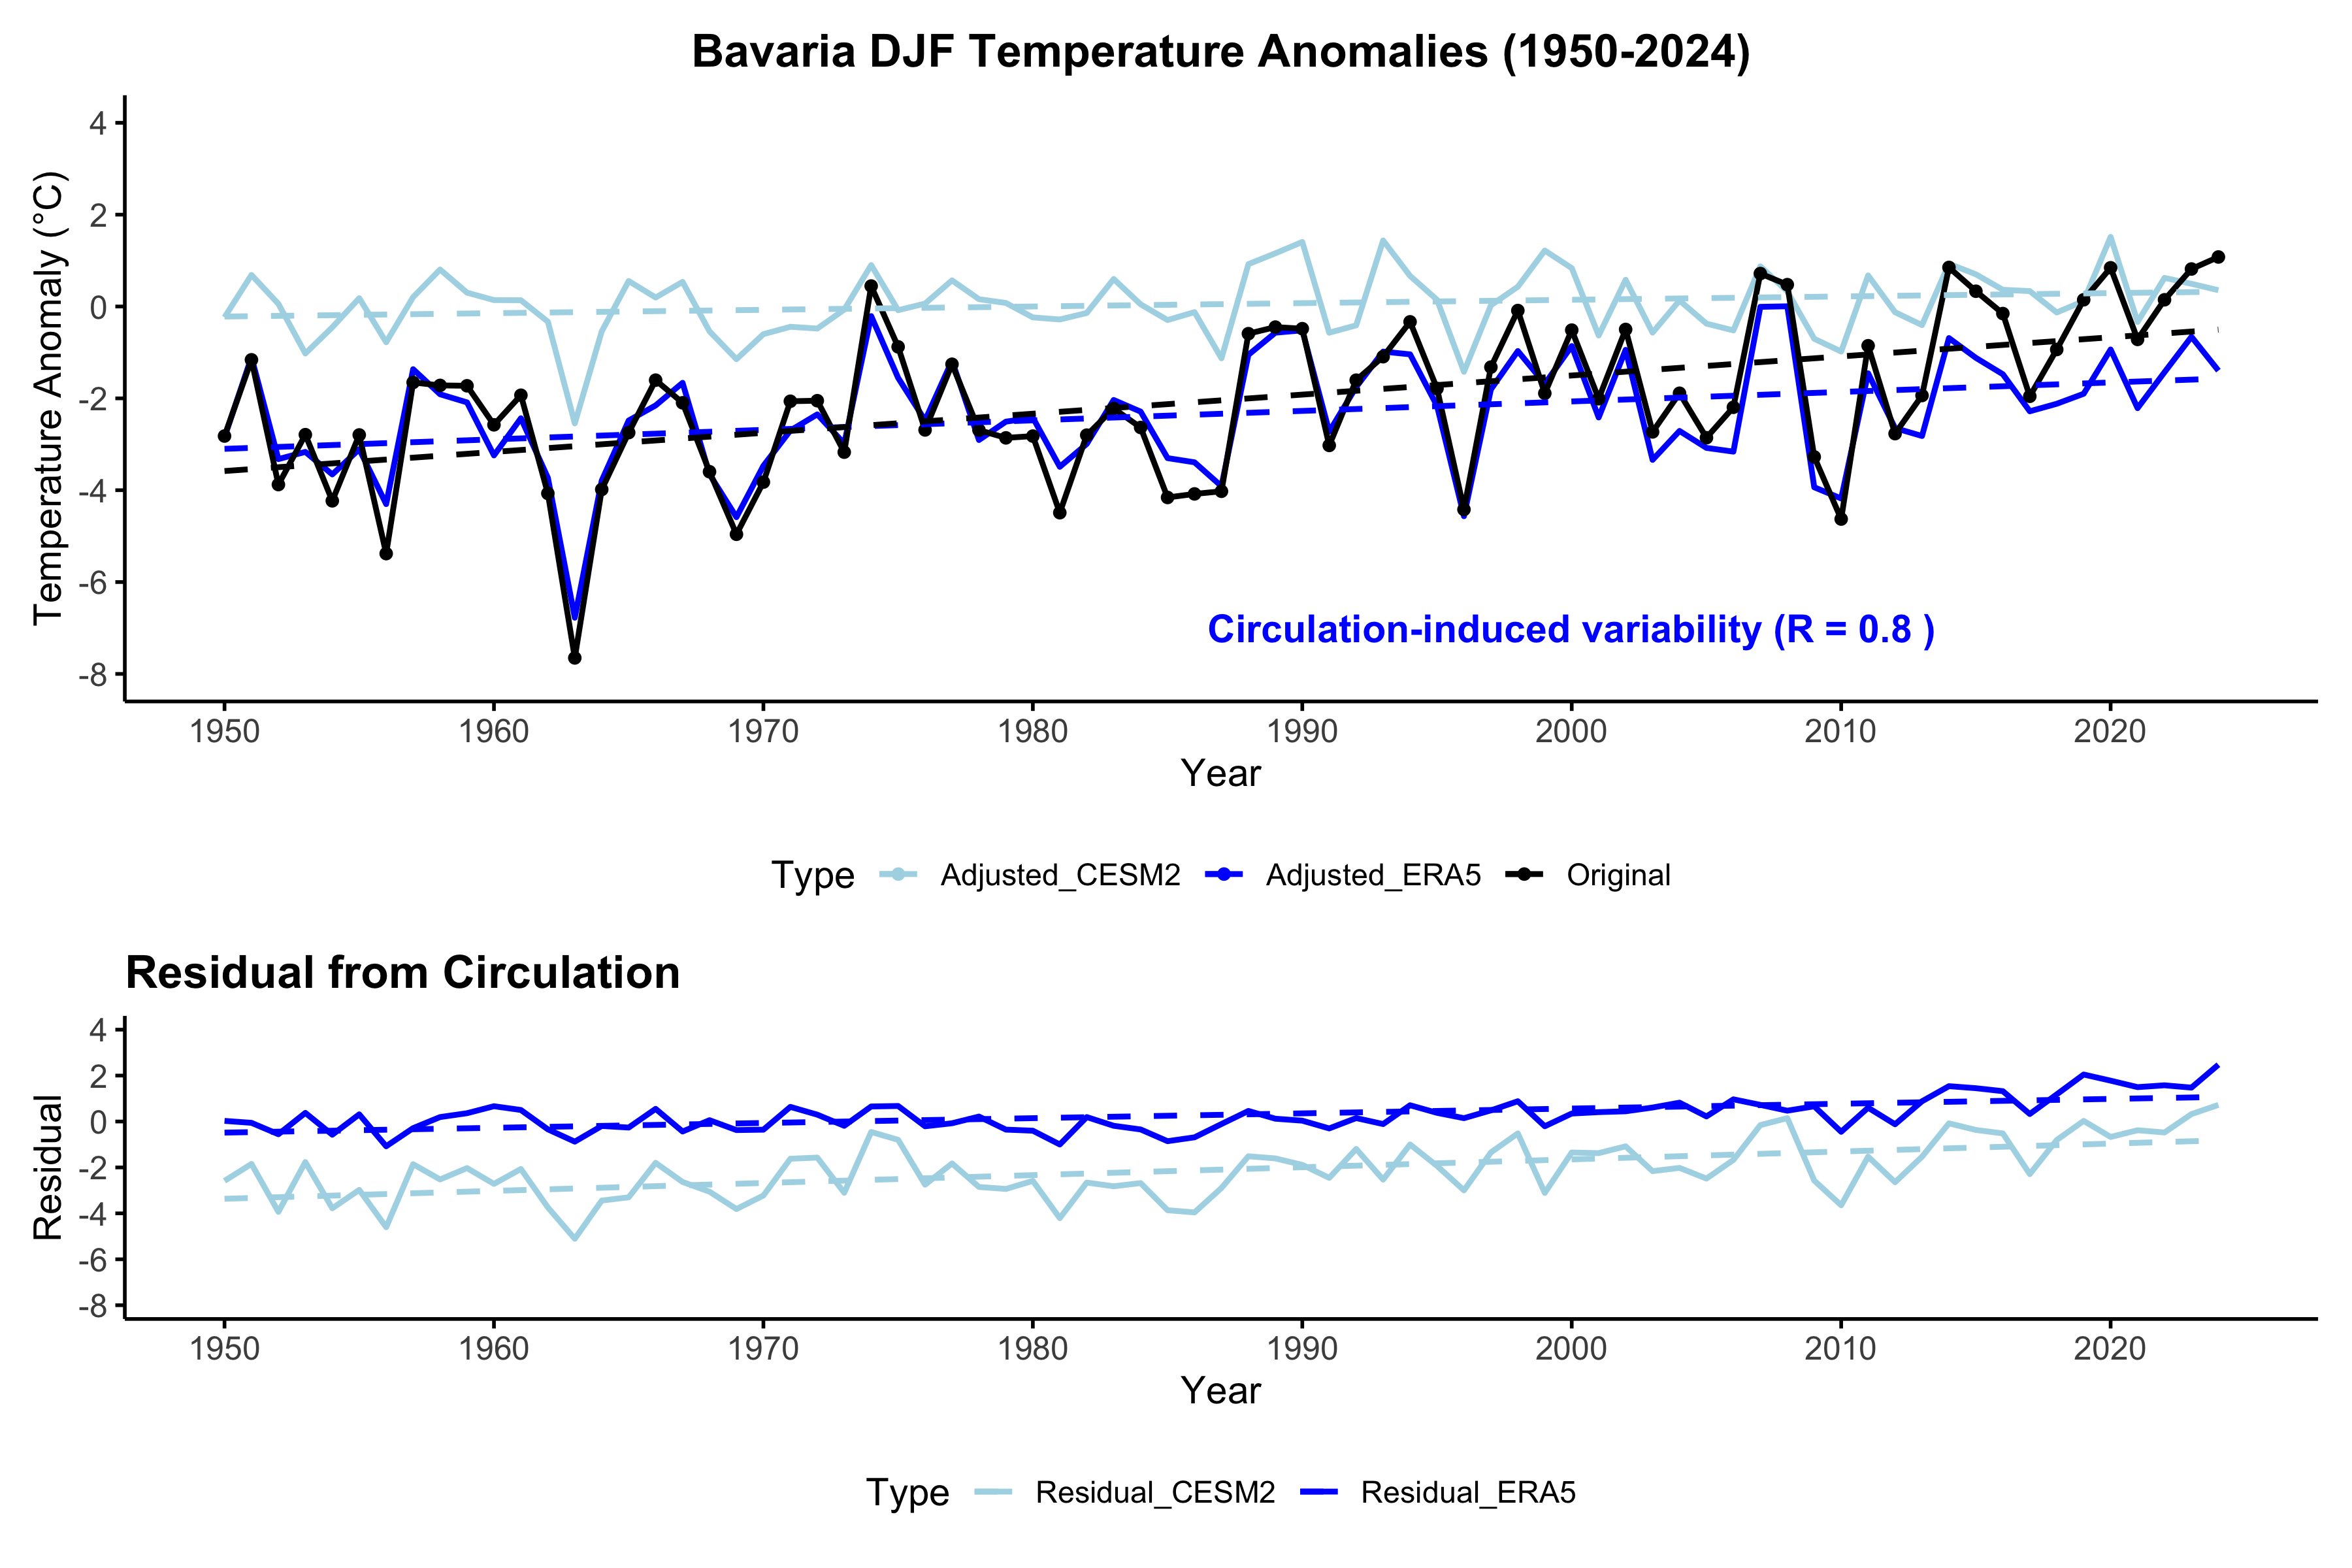 Bavaria DJF Temperature Anomalies (1950-2024)
Temperature Anomaly (°C)
4
2
0
-2
-4
-6
-8
Circulation-induced variability (R = 0.8 )
1950 1960 1970 1980 1990 2000 2010 2020
Year
Type Adjusted_CESM2 Adjusted_ERA5 Original
Residual from Circulation
Residual
4
2
0
-2
-4
-6
-8
1950 1960 1970 1980 1990 2000 2010 2020
Year
Type Residual_CESM2 Residual_ERA5